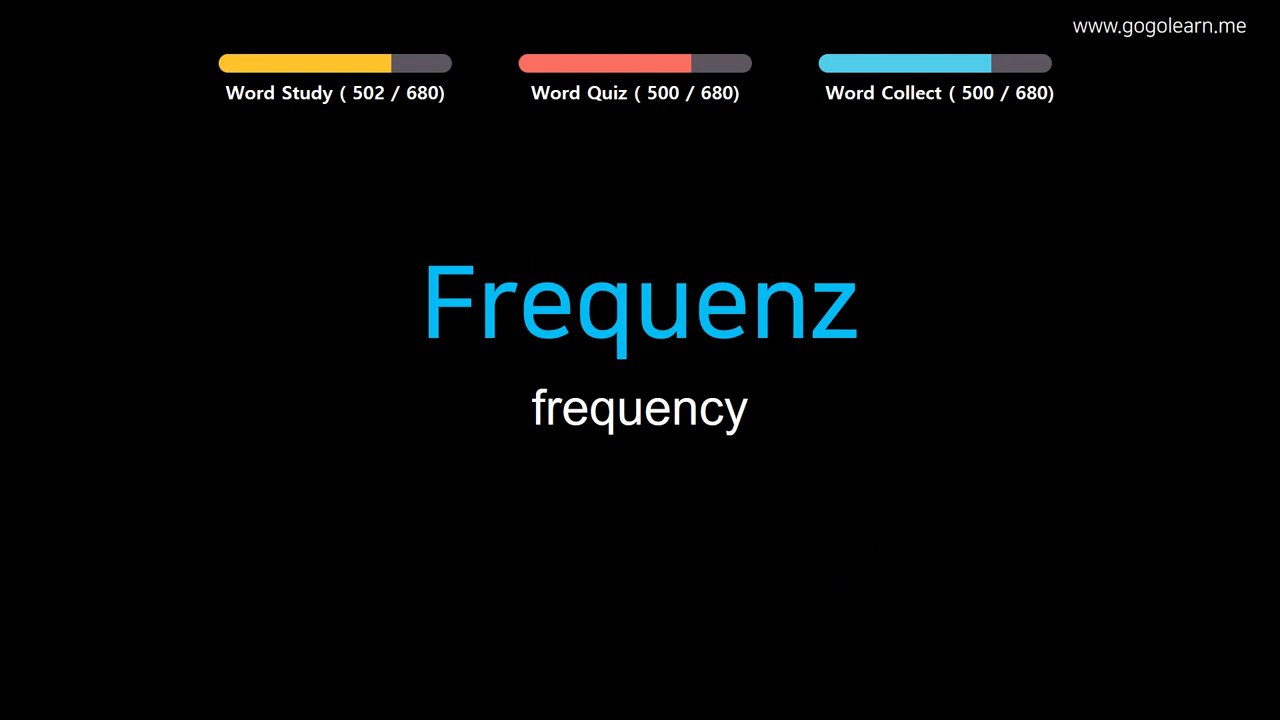 www.gogolearn.me
Word Study ( 502 / 680)
Word Quiz ( 500 / 680)
Word Collect ( 500 / 680)
Frequenz
frequency